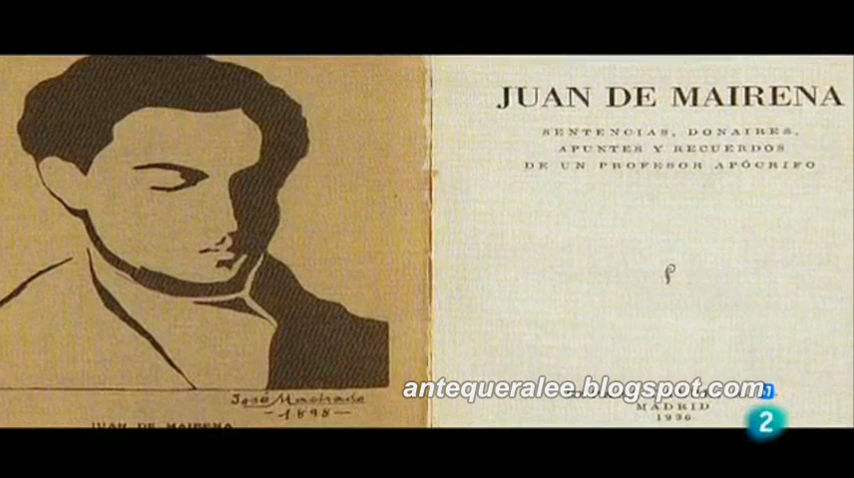 JUAN DE MAIRENA
SENTENCIAS, DONAIRES,
APUNTES Y RECUERDOS
DE UN PROFESOR APÓCRIFO
José Machado
-1898-
JUAN DE MAIRENA
antequeralee.blogspot.com
MADRID
1936
2